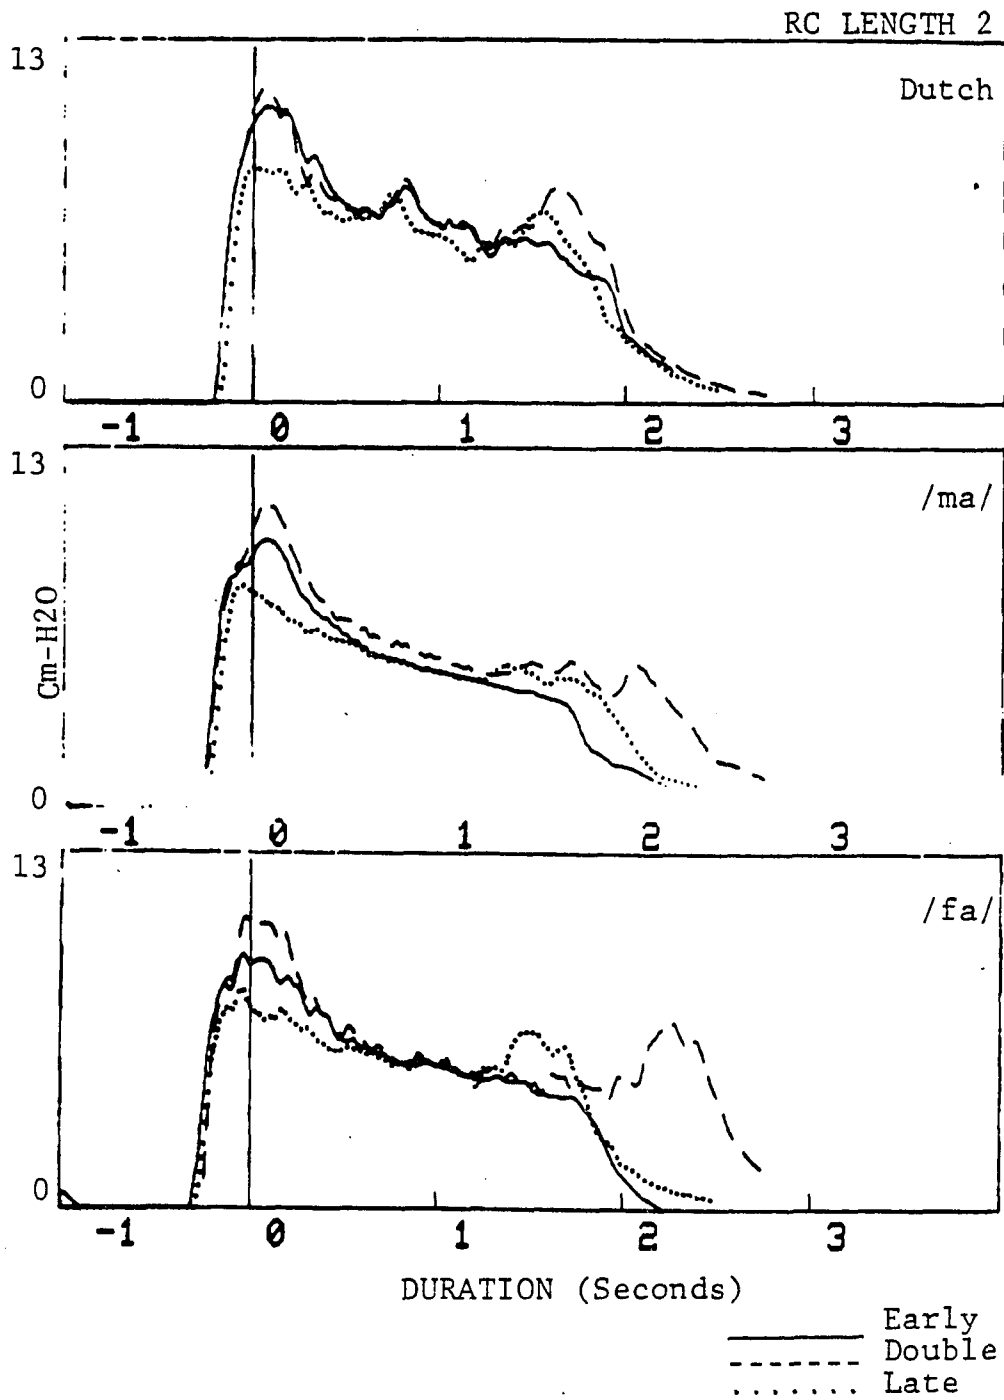 RC LENGTH 2
13
Dutch
0
-1 0 1 2 3
13
/ma/
Cm-H2O
0
-1 0 1 2 3
13
/fa/
0
-1 0 1 2 3
DURATION (Seconds)
Early
Double
Late